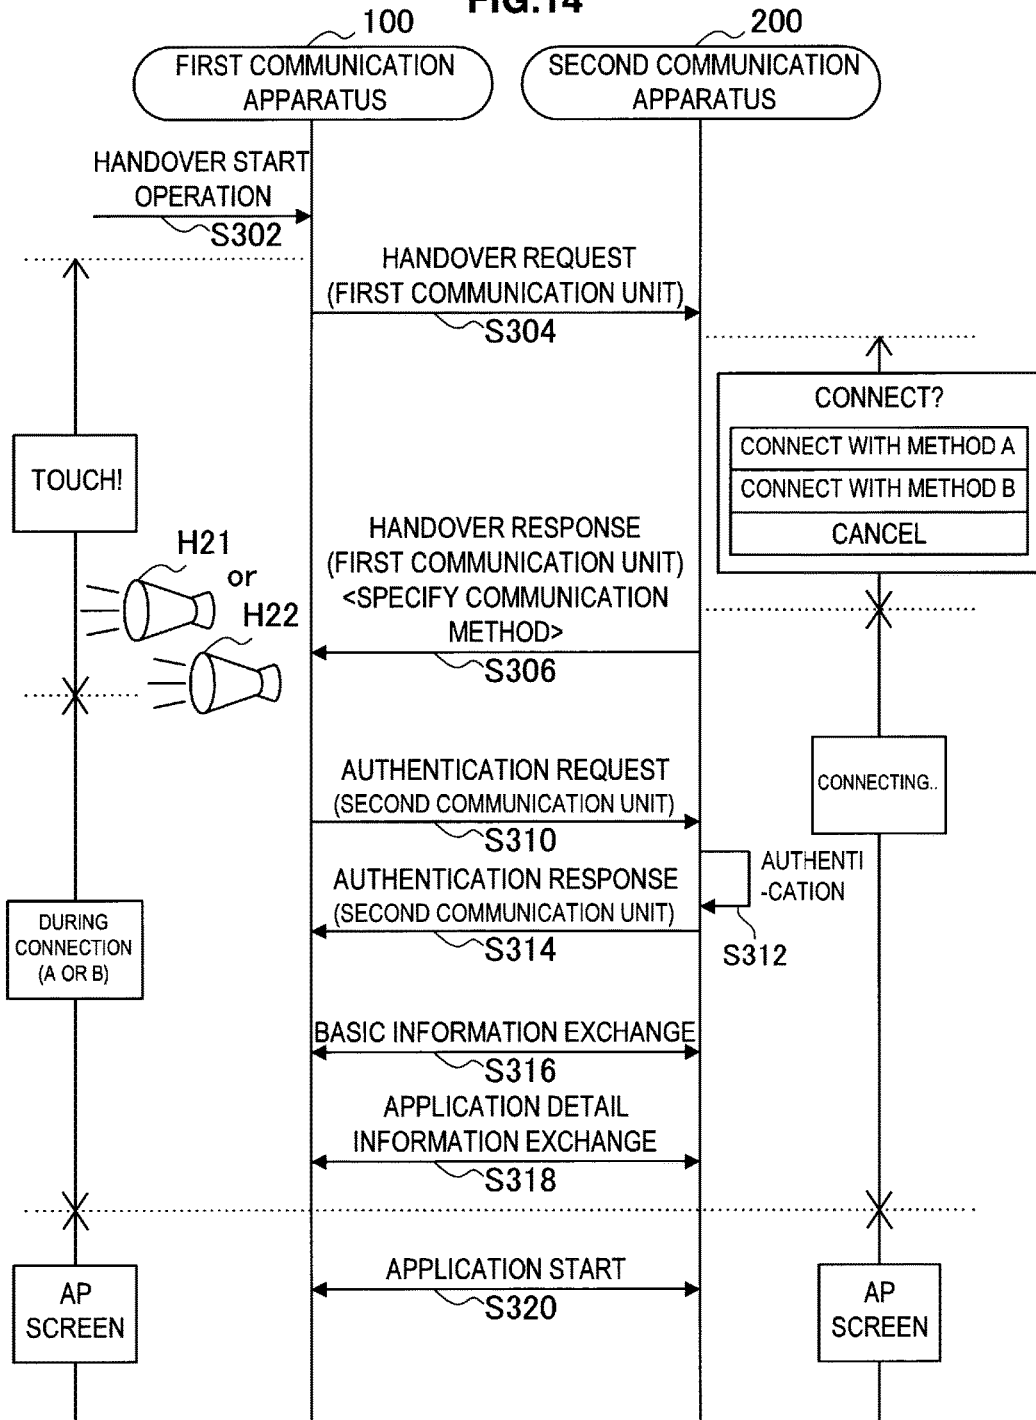 FIG.14
100
200
FIRST COMMUNICATION
APPARATUS
SECOND COMMUNICATION
APPARATUS
HANDOVER START
OPERATION
S302
HANDOVER REQUEST
(FIRST COMMUNICATION UNIT)
S304
CONNECT?
CONNECT WITH METHOD A
CONNECT WITH METHOD B
CANCEL
TOUCH!
H21
or
H22
HANDOVER RESPONSE
(FIRST COMMUNICATION UNIT)
<SPECIFY COMMUNICATION
METHOD>
S306
AUTHENTICATION REQUEST
(SECOND COMMUNICATION UNIT)
S310
CONNECTING..
AUTHENTI
-CATION
S312
AUTHENTICATION RESPONSE
(SECOND COMMUNICATION UNIT)
S314
DURING
CONNECTION
(A OR B)
BASIC INFORMATION EXCHANGE
S316
APPLICATION DETAIL
INFORMATION EXCHANGE
S318
APPLICATION START
S320
AP
SCREEN
AP
SCREEN